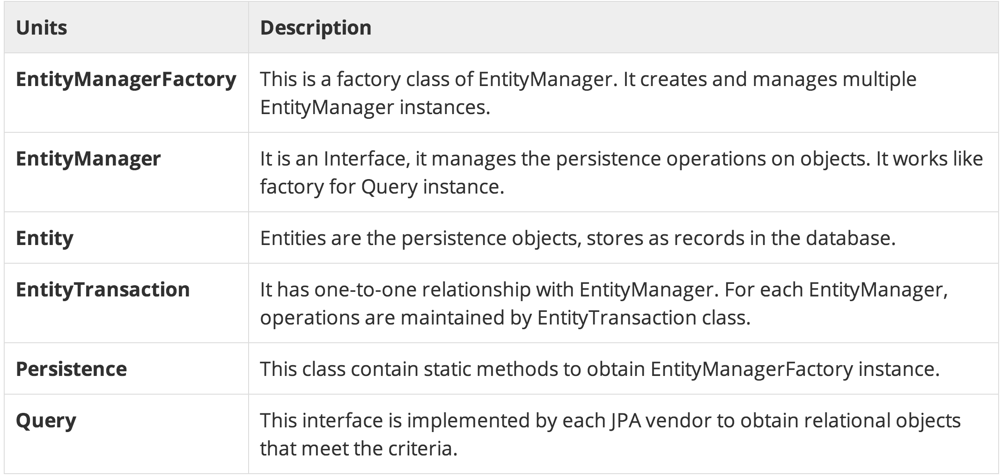 Units Description
EntityManagerFactory This is a factory class of EntityManager. It creates and manages multiple
EntityManager instances.
EntityManager It is an Interface, it manages the persistence operations on objects. It works like
factory for Query instance.
Entity Entities are the persistence objects, stores as records in the database.
EntityTransaction It has one-to-one relationship with EntityManager. For each EntityManager,
operations are maintained by EntityTransaction class.
Persistence This class contain static methods to obtain EntityManagerFactory instance.
Query This interface is implemented by each JPA vendor to obtain relational objects
that meet the criteria.